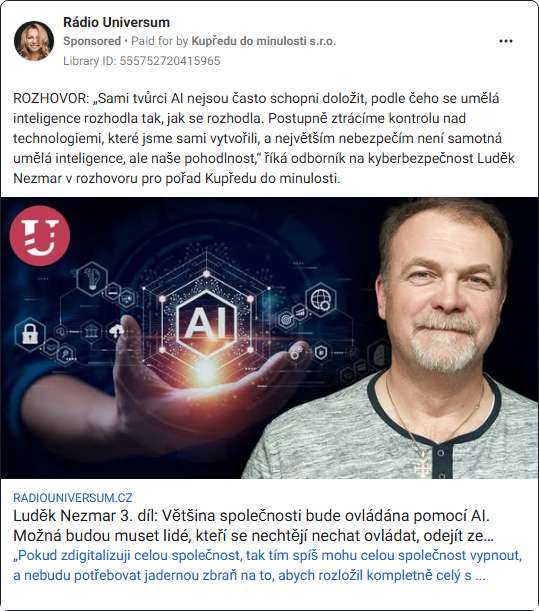 Rádio Universum
Sponsored • Paid for by Kupředu do minulosti s.r.o.
Library ID: 555752720415965
ROZHOVOR: „Sami tvůrci AI nejsou často schopni doložit, podle čeho se umělá
inteligence rozhodla tak, jak se rozhodla. Postupně ztrácíme kontrolu nad
technologiemi, které jsme sami vytvořili, a největším nebezpečím není samotná
umělá inteligence, ale naše pohodlnost,“ říká odborník na kyberbezpečnost Luděk
Nezmar v rozhovoru pro pořad Kupředu do minulosti.
U
AI
RADIOUNIVERSUM.CZ
Luděk Nezmar 3. díl: Většina společnosti bude ovládána pomocí AI.
Možná budou muset lidé, kteří se nechtějí nechat ovládat, odejít ze...
„Pokud zdigitalizuji celou společnost, tak tím spíš mohu celou společnost vypnout,
a nebudu potřebovat jadernou zbraň na to, abych rozložil kompletně celý s ...